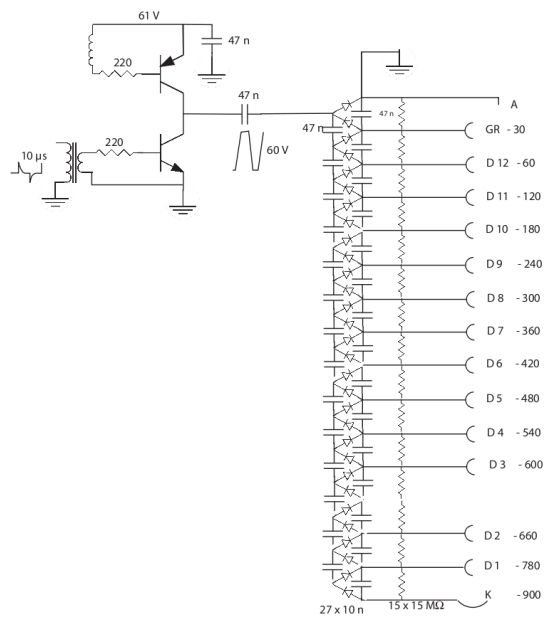 61 V
47 n
220
47 n
220
10 µs
60 V
47 n
47 n
A
GR - 30
D 12 - 60
D 11 - 120
D 10 - 180
D 9 - 240
D 8 - 300
D 7 - 360
D 6 - 420
D 5 - 480
D 4 - 540
D 3 - 600
D 2 - 660
D 1 - 780
K - 900
27 x 10 n
15 x 15 MΩ